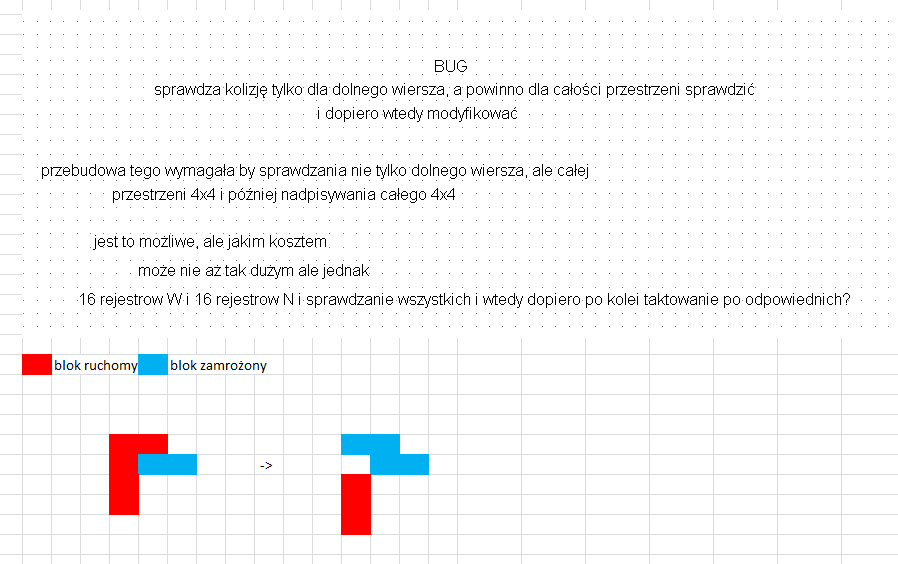 BUG
sprawdza kolizję tylko dla dolnego wiersza, a powinno dla całości przestrzeni sprawdzić
i dopiero wtedy modyfikować
przebudowa tego wymagała by sprawdzania nie tylko dolnego wiersza, ale całej
przestrzeni 4x4 i później nadpisywania całego 4x4
jest to możliwe, ale jakim kosztem
może nie aż tak dużym ale jednak
16 rejestrow W i 16 rejestrow N i sprawdzanie wszystkich i wtedy dopiero po kolei taktowanie po odpowiednich?
blok ruchomy blok zamrożony
->